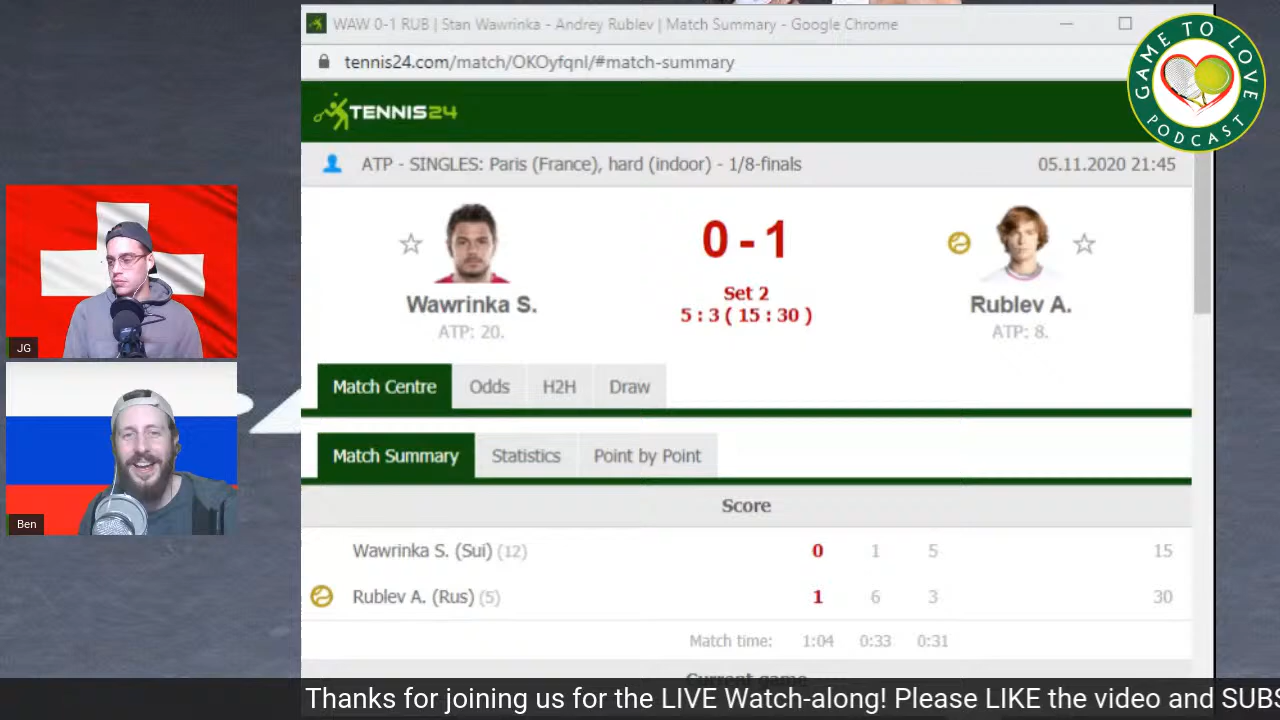 WAW 0-1 RUB | Stan Wawrinka - Andrey Rublev | Match Summary - Google Chrome
tennis24.com/match/OKOyfqnI/#match-summary
GAME TO LOVE
PODCAST
TENNIS24
ATP - SINGLES: Paris (France), hard (indoor) - 1/8-finals
05.11.2020 21:45
0 - 1
Set 2
5 : 3 ( 15 : 30 )
Wawrinka S.
ATP: 20.
Rublev A.
ATP: 8.
JG
Ben
Match Centre Odds H2H Draw
Match Summary Statistics Point by Point
Score
Wawrinka S. (Sui) (12) 0 1 5 15
Rublev A. (Rus) (5) 1 6 3 30
Match time: 1:04 0:33 0:31
Current game
Thanks for joining us for the LIVE Watch-along! Please LIKE the video and SUBS